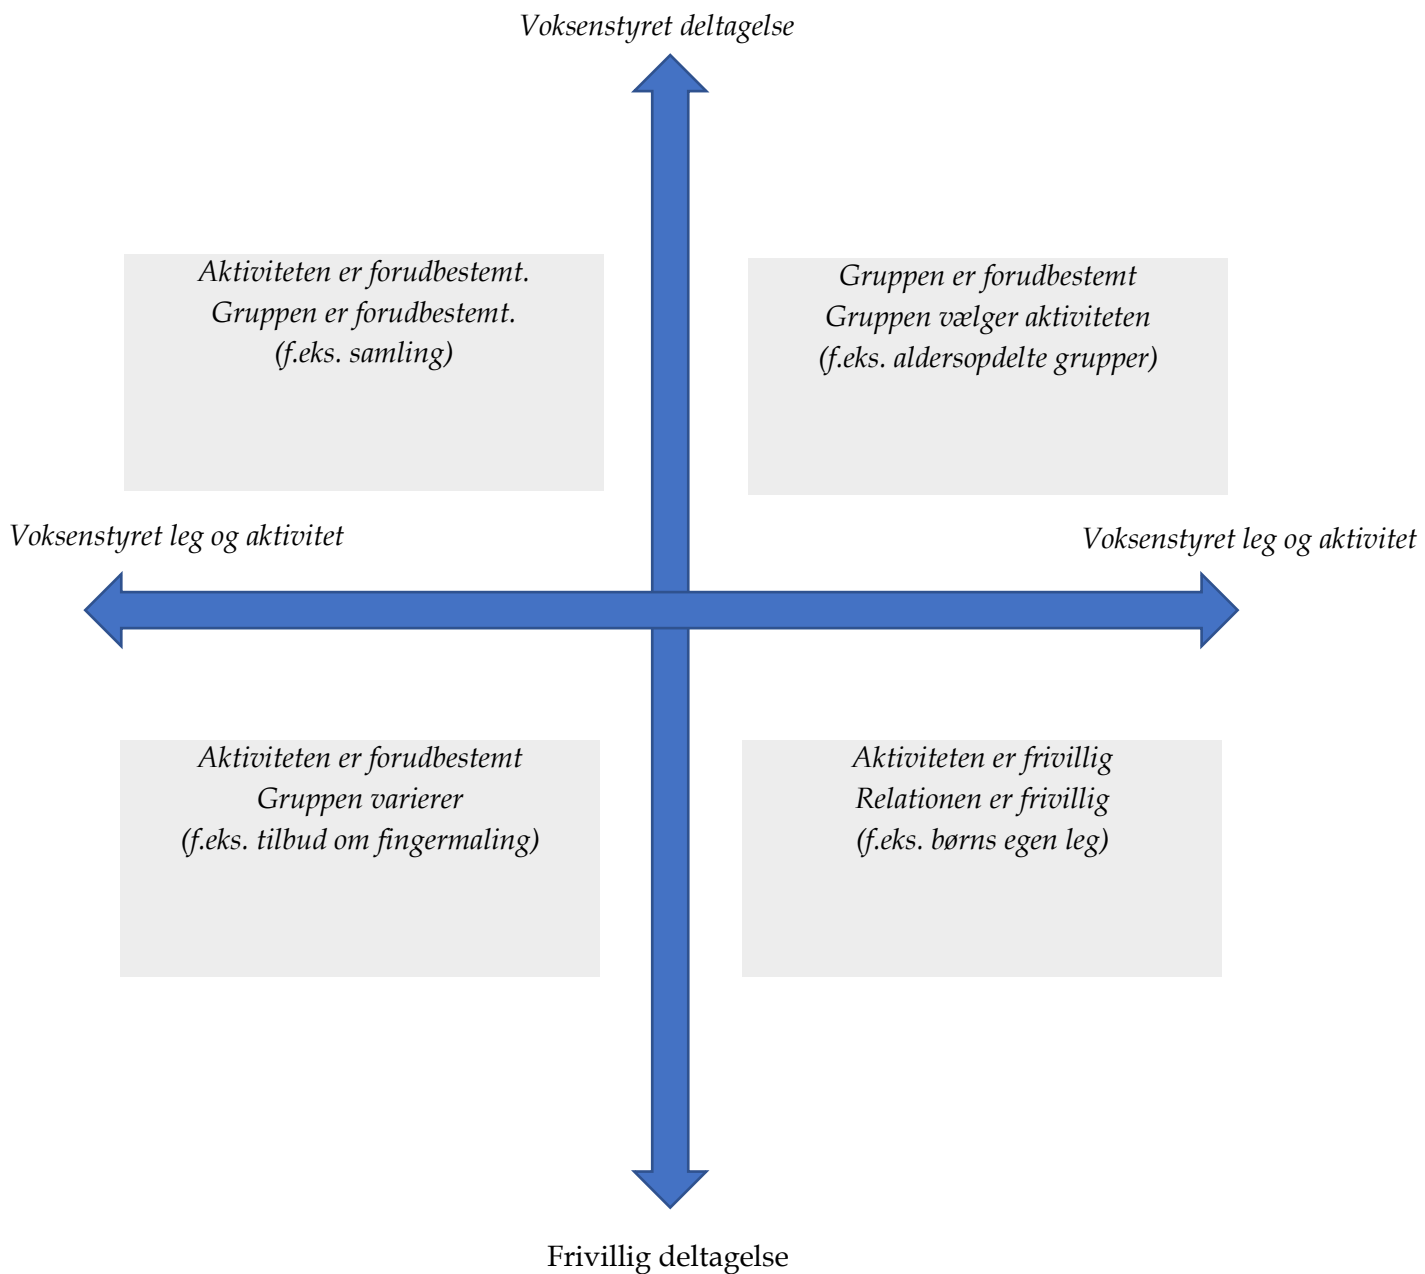 Voksenstyret deltagelse
Aktiviteten er forudbestemt.
Gruppen er forudbestemt.
(f.eks. samling)
Gruppen er forudbestemt
Gruppen vælger aktiviteten
(f.eks. aldersopdelte grupper)
Voksenstyret leg og aktivitet
Voksenstyret leg og aktivitet
Aktiviteten er forudbestemt
Gruppen varierer
(f.eks. tilbud om fingermaling)
Aktiviteten er frivillig
Relationen er frivillig
(f.eks. børns egen leg)
Frivillig deltagelse